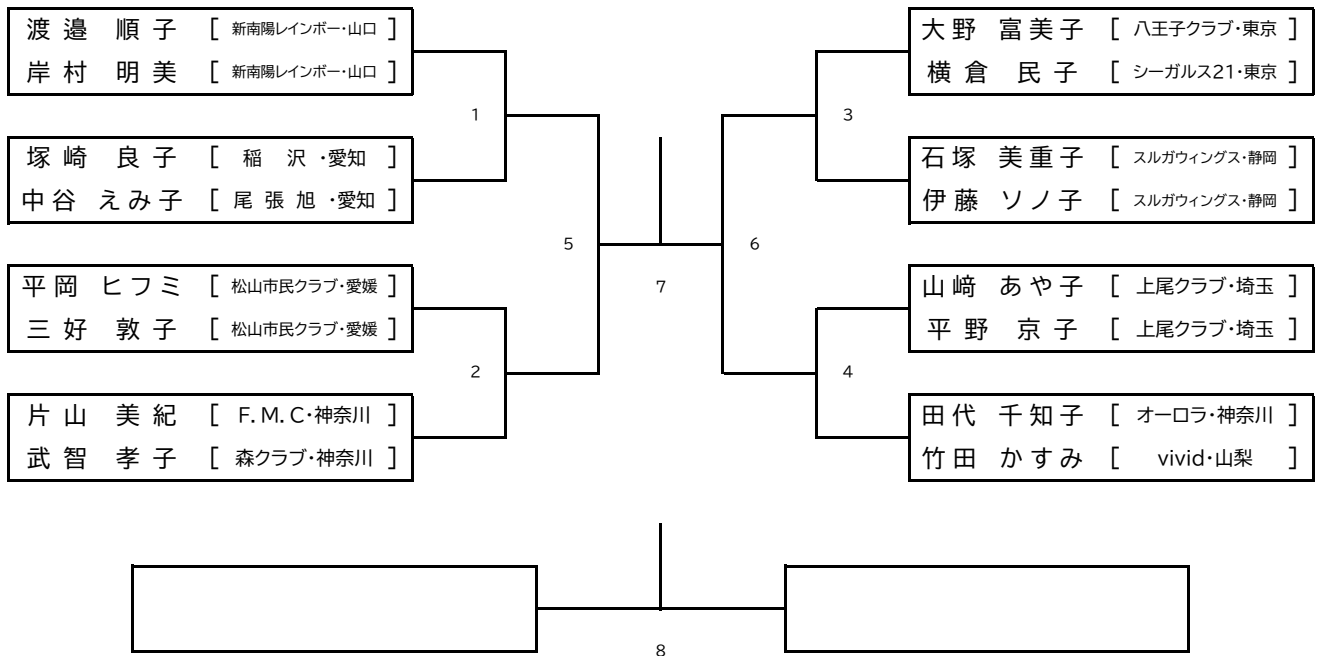 渡邉 順子 [ 新南陽レインボー・山口 ]
岸村 明美 [ 新南陽レインボー・山口 ]
1
塚崎 良子 [ 稲沢・愛知 ]
中谷 えみ子 [ 尾張旭・愛知 ]
5
平岡 ヒフミ [ 松山市民クラブ・愛媛 ]
三好 敦子 [ 松山市民クラブ・愛媛 ]
2
片山 美紀 [ F.M.C・神奈川 ]
武智 孝子 [ 森クラブ・神奈川 ]
7
大野 富美子 [ 八王子クラブ・東京 ]
横倉 民子 [ シーガルス21・東京 ]
3
石塚 美重子 [ スルガウィングス・静岡 ]
伊藤 ソノ子 [ スルガウィングス・静岡 ]
6
山﨑 あや子 [ 上尾クラブ・埼玉 ]
平野 京子 [ 上尾クラブ・埼玉 ]
4
田代 千知子 [ オーロラ・神奈川 ]
竹田 かすみ [ vivid・山梨 ]
8